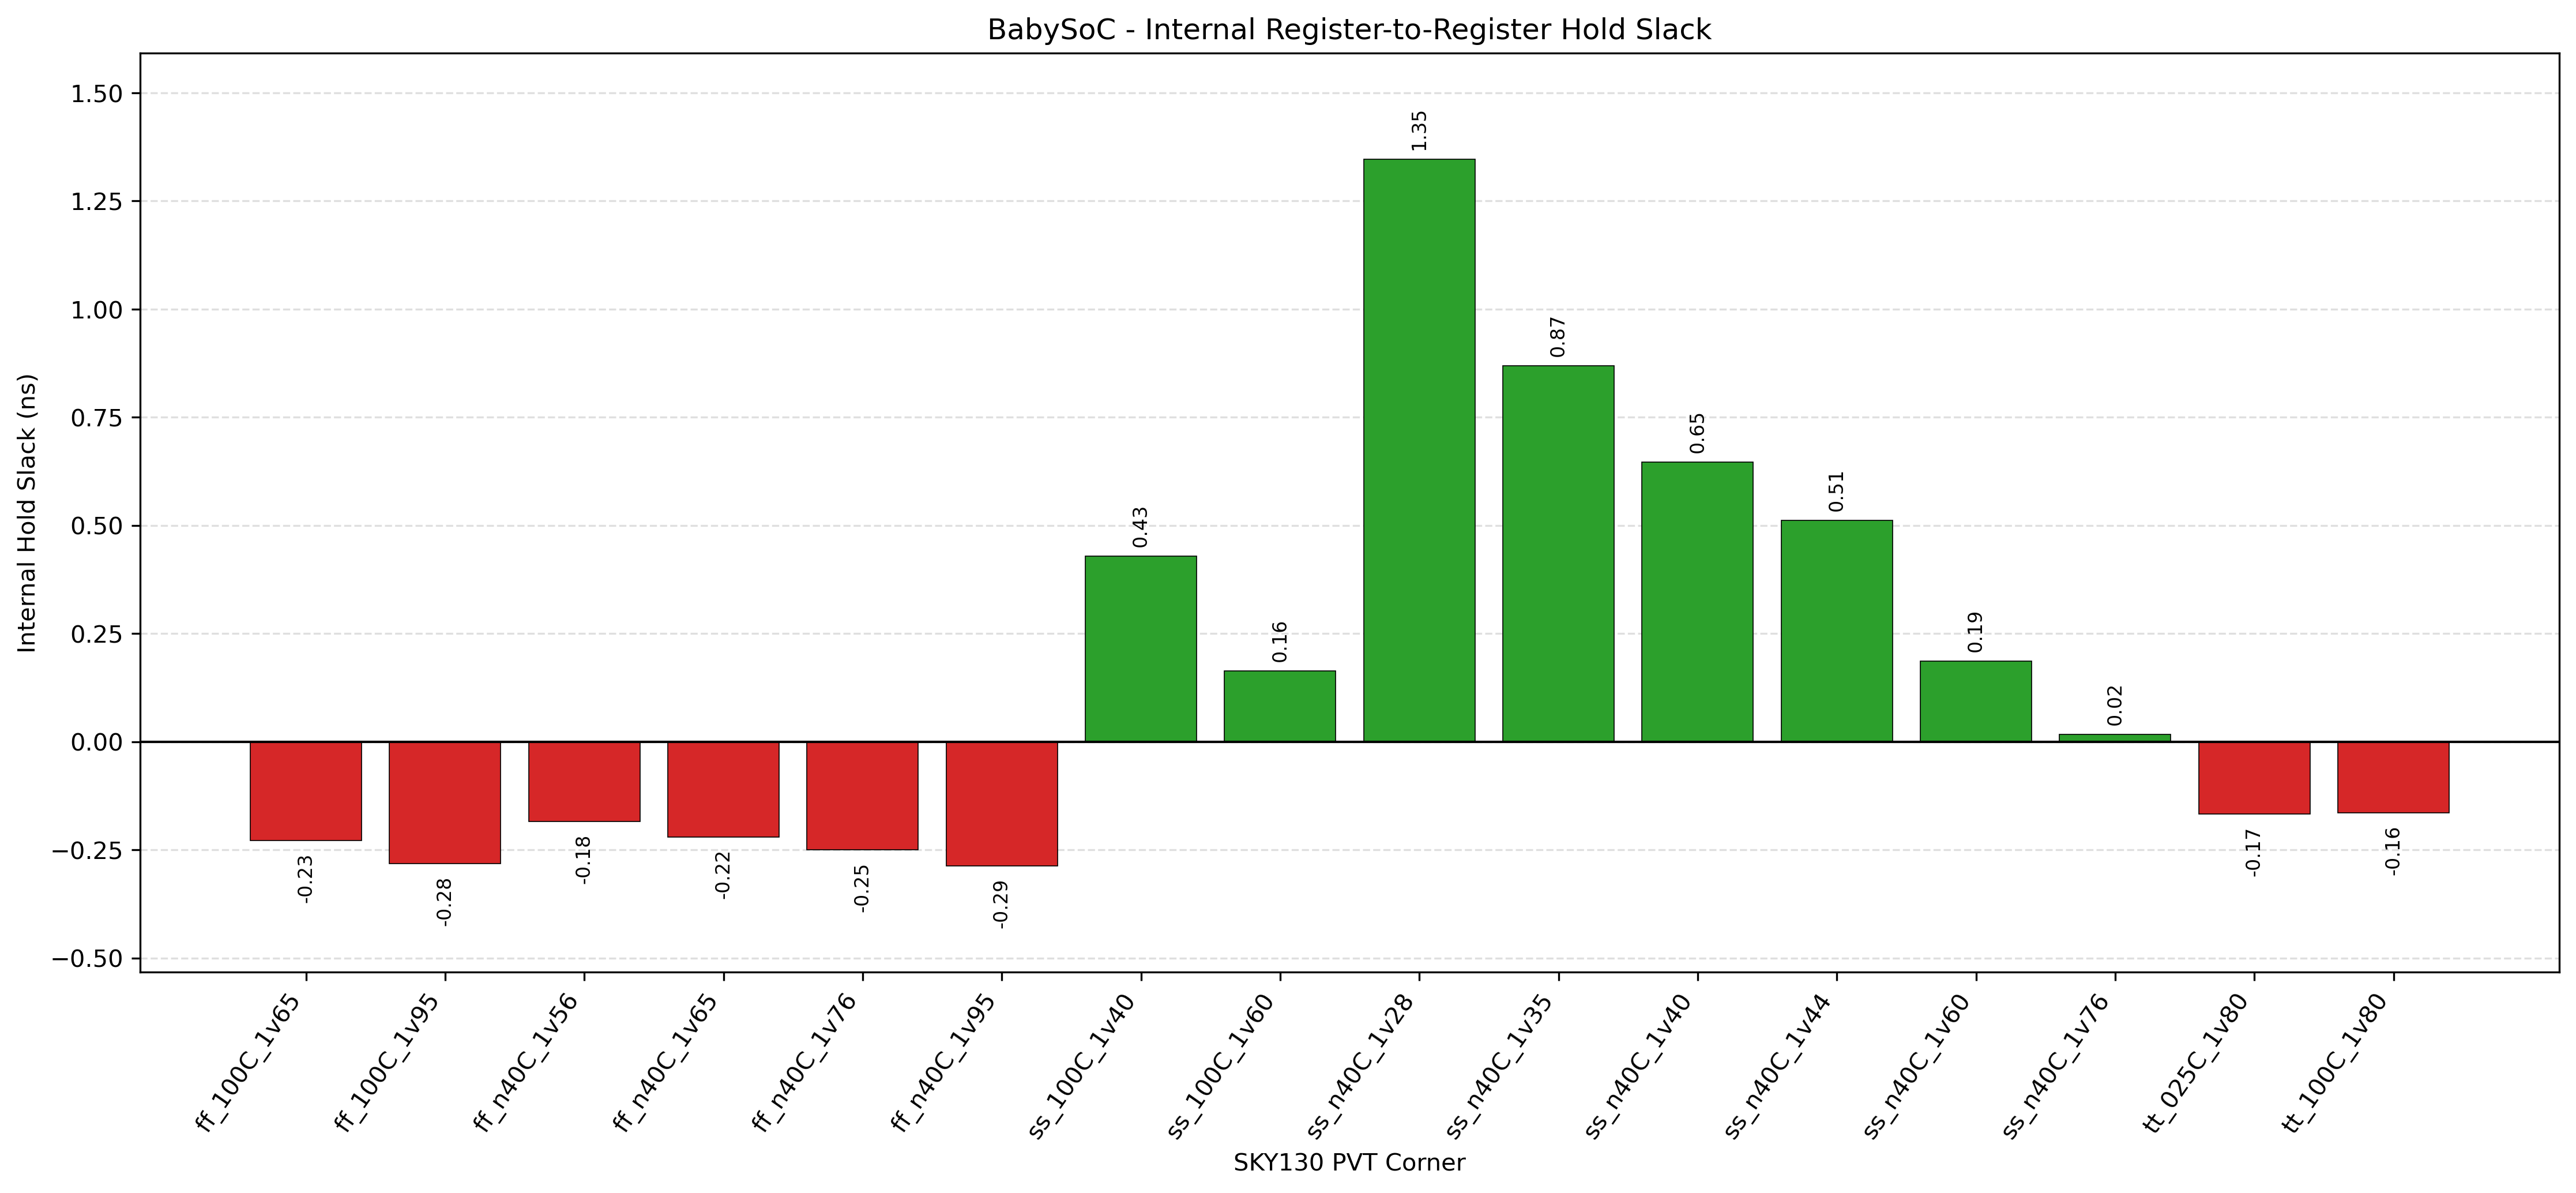 BabySoC - Internal Register-to-Register Hold Slack
Internal Hold Slack (ns)
1.50
1.25
1.00
0.75
0.50
0.25
0.00
−0.25
−0.50
-0.23
-0.28
-0.18
-0.22
-0.25
-0.29
0.43
0.16
1.35
0.87
0.65
0.51
0.19
0.02
-0.17
-0.16
ff_100C_1v65
ff_100C_1v95
ff_n40C_1v56
ff_n40C_1v65
ff_n40C_1v76
ff_n40C_1v95
ss_100C_1v40
ss_100C_1v60
ss_n40C_1v28
ss_n40C_1v35
ss_n40C_1v40
ss_n40C_1v44
ss_n40C_1v60
ss_n40C_1v76
tt_025C_1v80
tt_100C_1v80
SKY130 PVT Corner